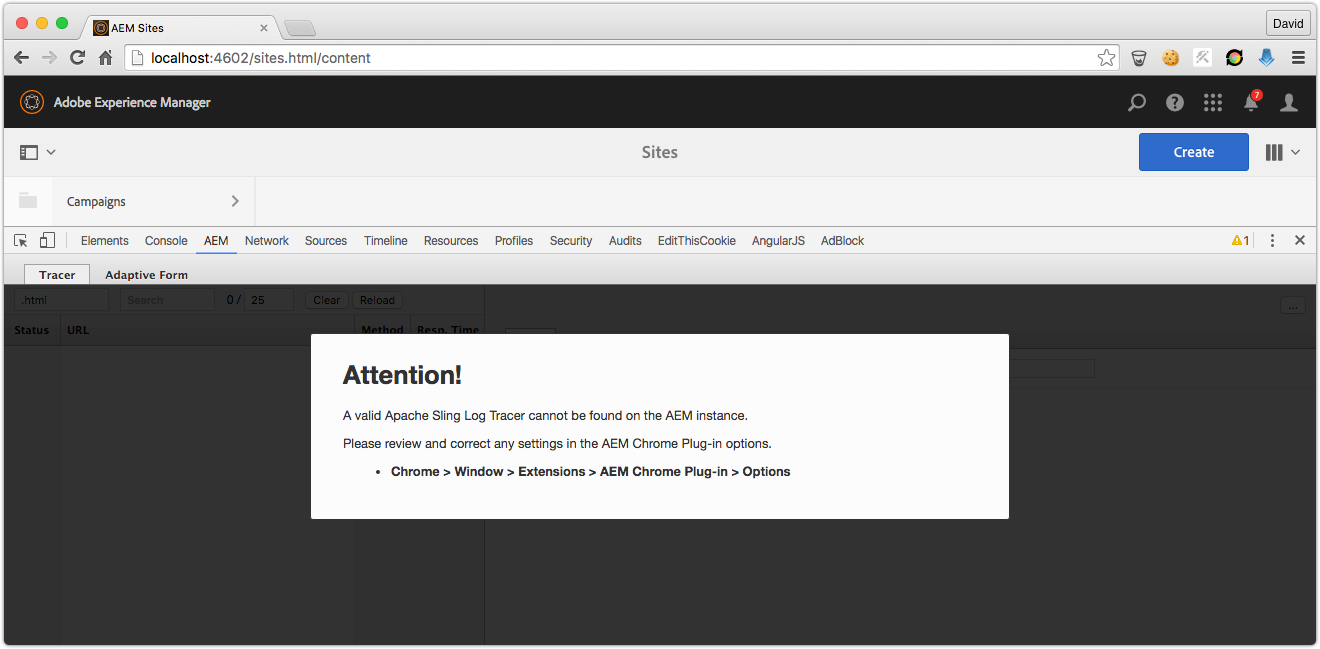 AEM Sites
David
localhost:4602/sites.html/content
Adobe Experience Manager
7
Sites
Create
Campaigns
Elements Console AEM Network Sources Timeline Resources Profiles Security Audits EditThisCookie AngularJS AdBlock 1
Tracer Adaptive Form
.html Search 0 / 25 Clear Reload ...
Status URL Method Resp. Time
Attention!
A valid Apache Sling Log Tracer cannot be found on the AEM instance.
Please review and correct any settings in the AEM Chrome Plug-in options.
• Chrome > Window > Extensions > AEM Chrome Plug-in > Options